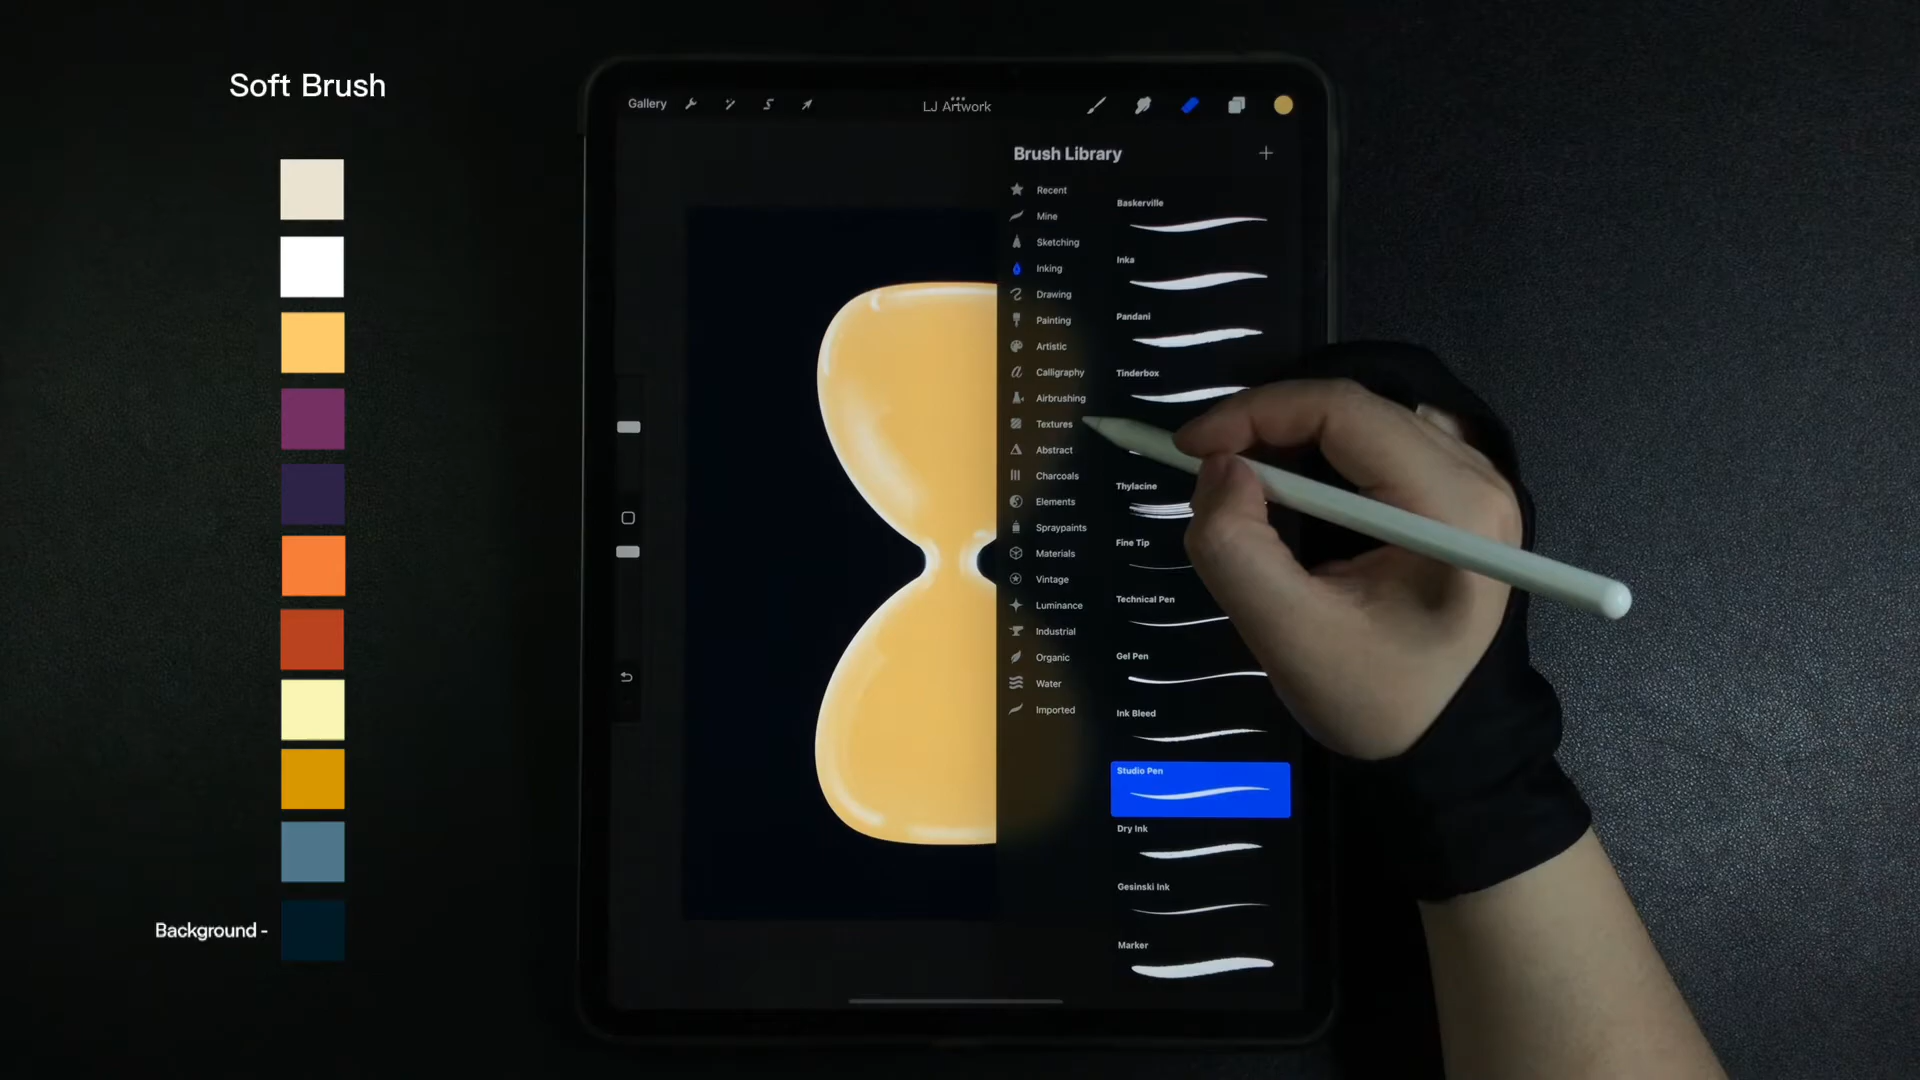 Soft Brush
Background -
Gallery
LJ Artwork
Brush Library
Recent
Mine
Sketching
Inking
Drawing
Painting
Artistic
Calligraphy
Airbrushing
Textures
Abstract
Charcoals
Elements
Spraypaints
Materials
Vintage
Luminance
Industrial
Organic
Water
Imported
Baskerville
Inka
Pandani
Tinderbox
Thylacine
Fine Tip
Technical Pen
Gel Pen
Ink Bleed
Studio Pen
Dry Ink
Gesinski Ink
Marker